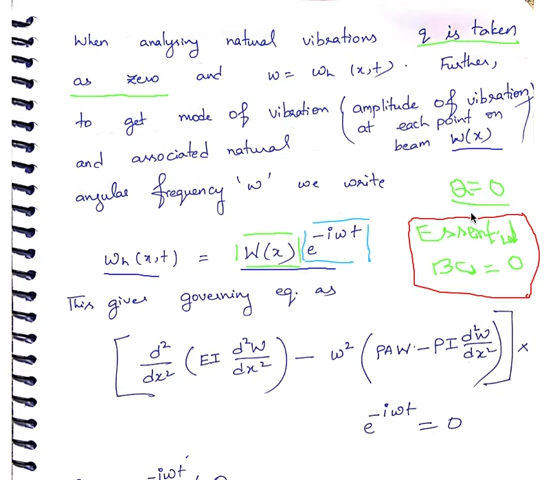 When analysing natural vibrations q is taken
as zero and w = wₕ (x,t). Further,
to get mode of vibration (amplitude of vibration
at each point on
beam W(x))
and associated natural
angular frequency 'ω' we write
Q = 0
wₕ(x,t) = W(x) e^{-iωt}
Essential
BCs = 0
This gives governing eq. as
[ d²/dx² (EI d²W/dx²) – ω² (ρAW – ρI d²W/dx²) ] ×
e^{-iωt} = 0